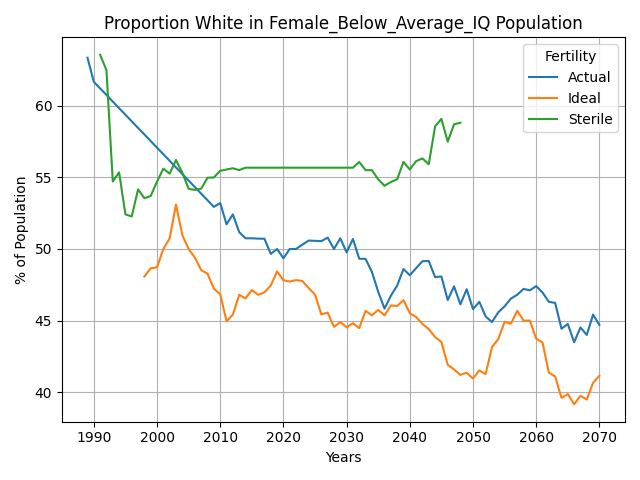 Proportion White in Female_Below_Average_IQ Population
Fertility
Actual
Ideal
Sterile
% of Population
60
55
50
45
40
1990 2000 2010 2020 2030 2040 2050 2060 2070
Years